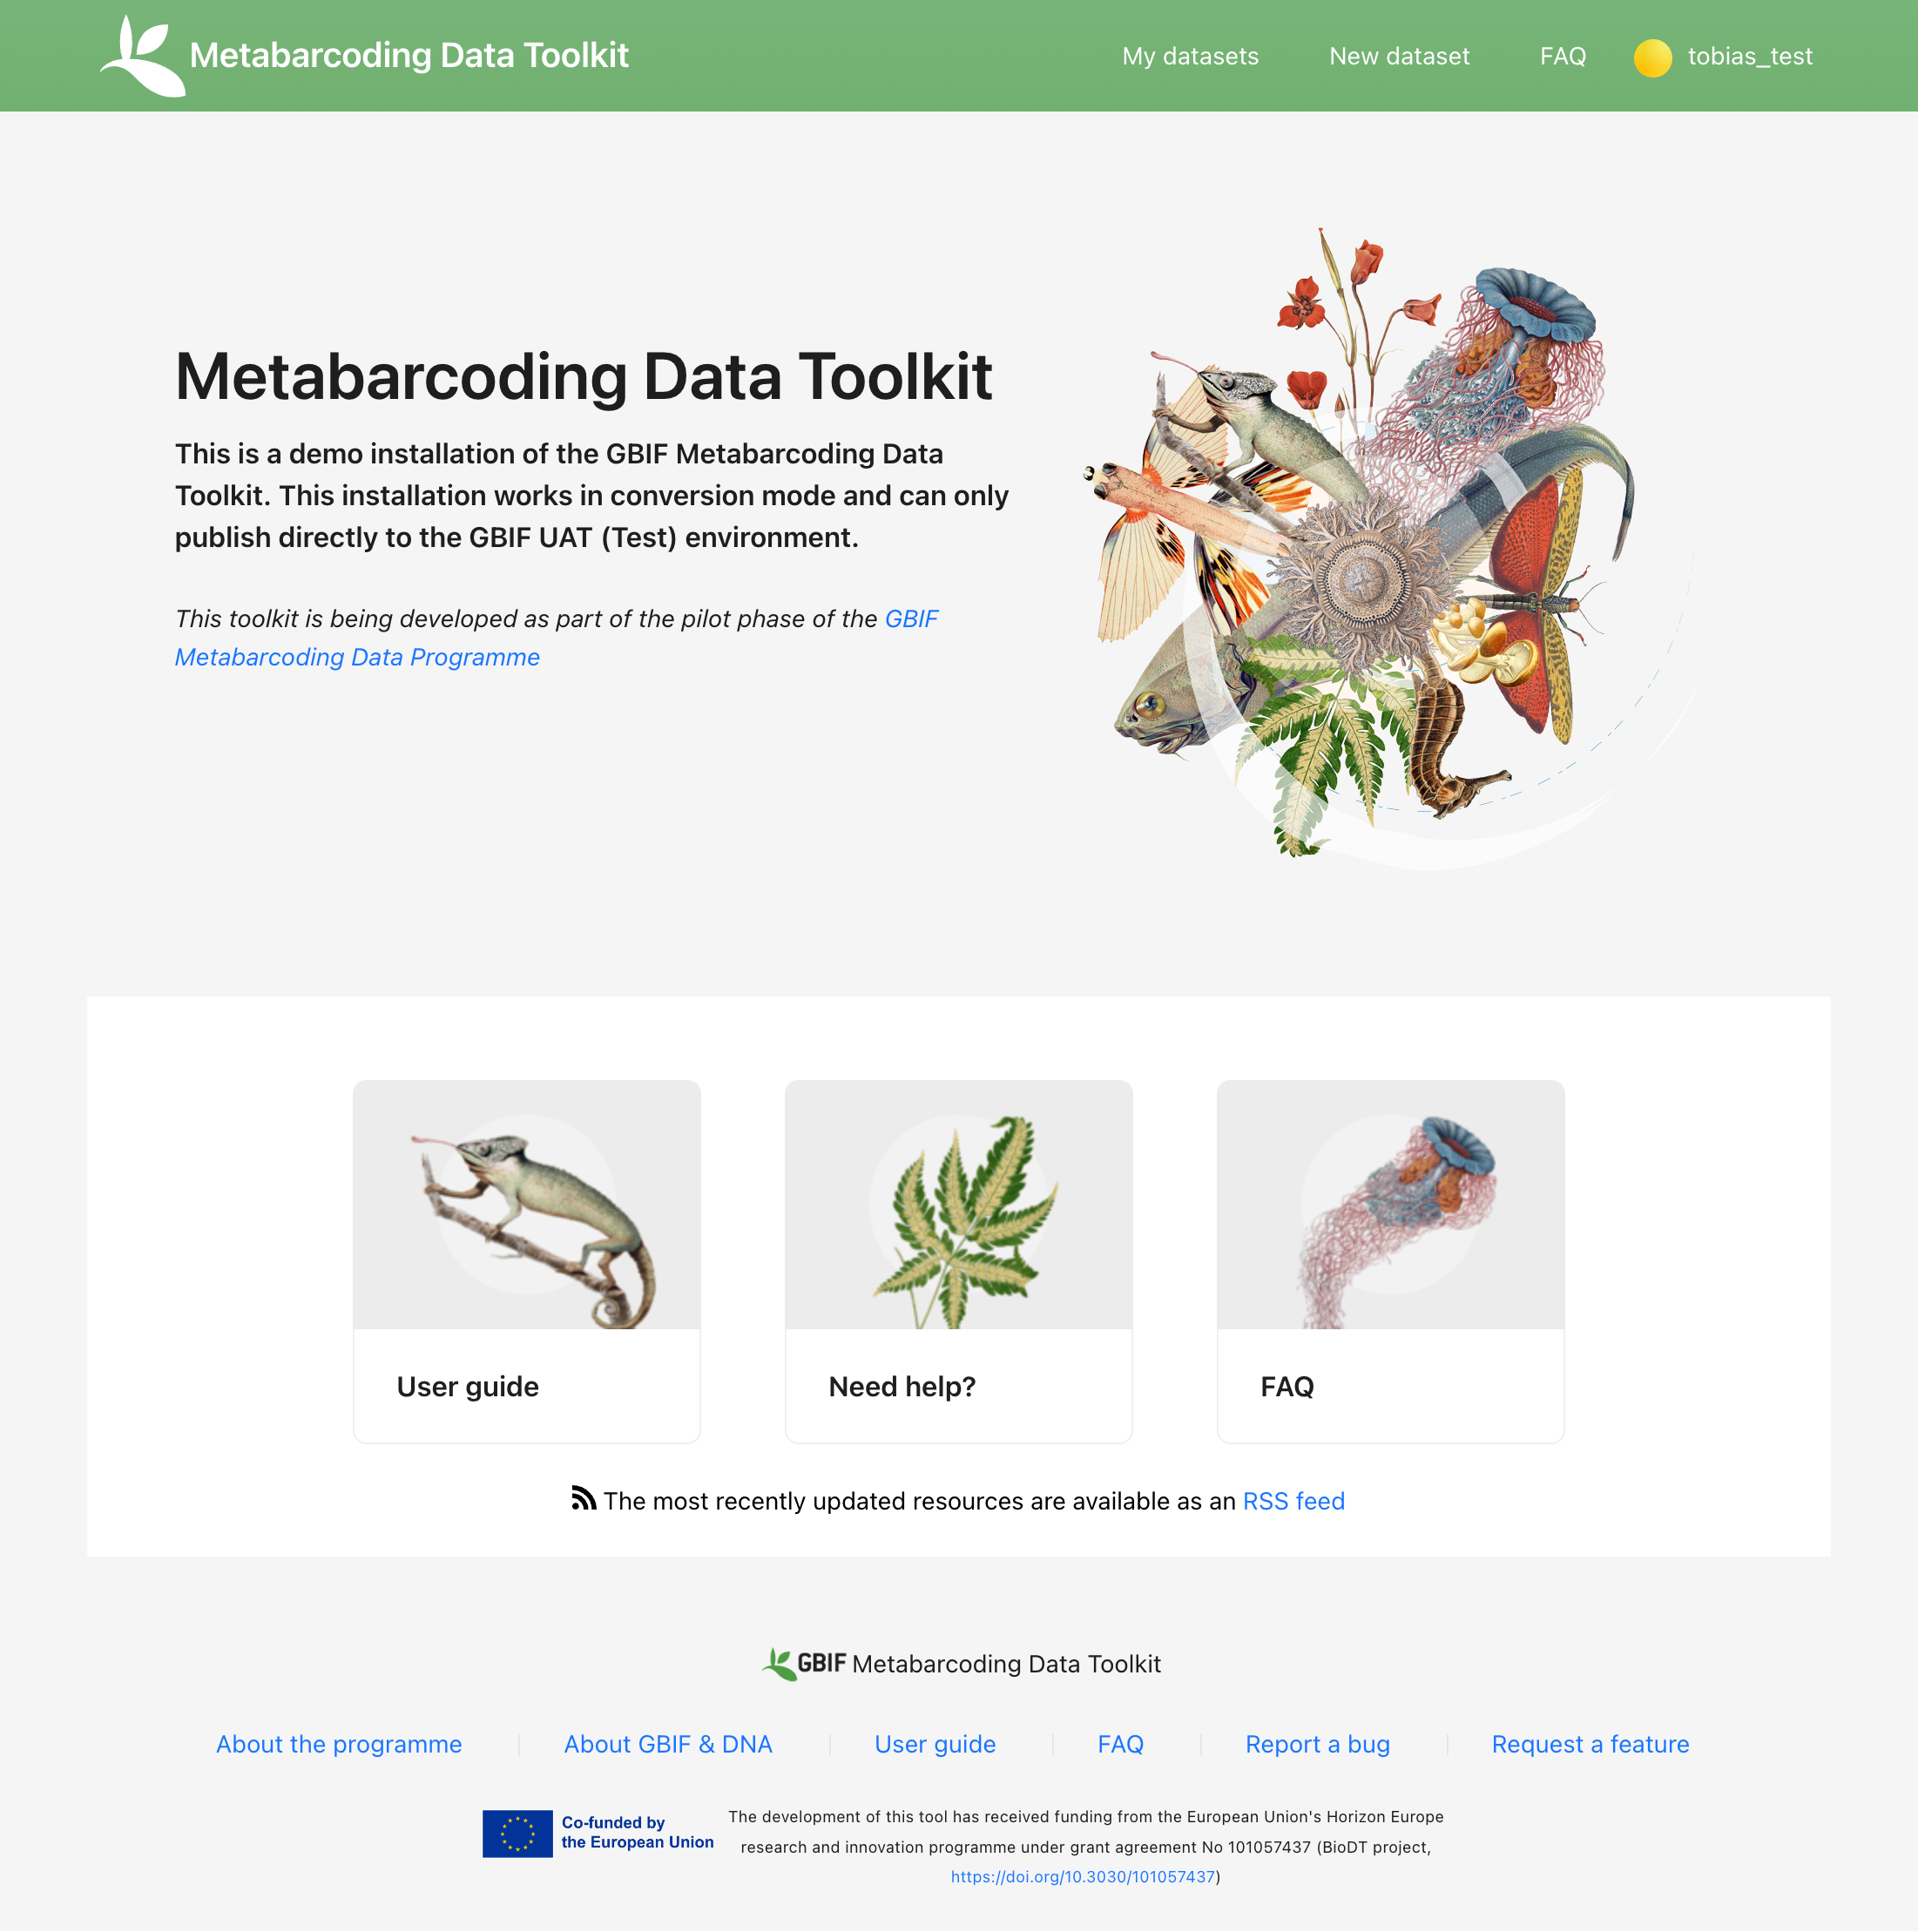 Metabarcoding Data Toolkit
My datasets
New dataset
FAQ
tobias_test
Metabarcoding Data Toolkit
This is a demo installation of the GBIF Metabarcoding Data
Toolkit. This installation works in conversion mode and can only
publish directly to the GBIF UAT (Test) environment.
This toolkit is being developed as part of the pilot phase of the GBIF
Metabarcoding Data Programme
User guide
Need help?
FAQ
The most recently updated resources are available as an RSS feed
GBIF Metabarcoding Data Toolkit
About the programme
About GBIF & DNA
User guide
FAQ
Report a bug
Request a feature
Co-funded by
the European Union
The development of this tool has received funding from the European Union's Horizon Europe
research and innovation programme under grant agreement No 101057437 (BioDT project,
https://doi.org/10.3030/101057437)